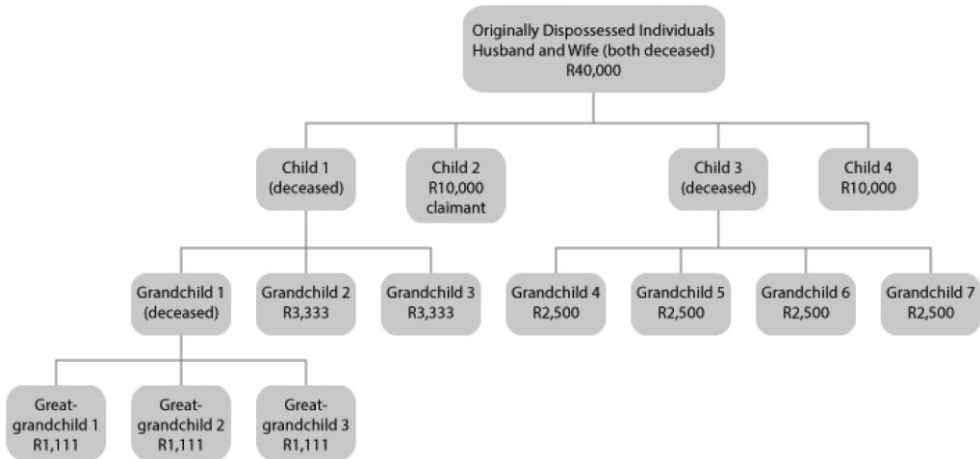 Originally Dispossessed Individuals
Husband and Wife (both deceased)
R40,000
Child 1
(deceased)
Child 2
R10,000
claimant
Child 3
(deceased)
Child 4
R10,000
Grandchild 1
(deceased)
Grandchild 2
R3,333
Grandchild 3
R3,333
Grandchild 4
R2,500
Grandchild 5
R2,500
Grandchild 6
R2,500
Grandchild 7
R2,500
Great-
grandchild 1
R1,111
Great-
grandchild 2
R1,111
Great-
grandchild 3
R1,111